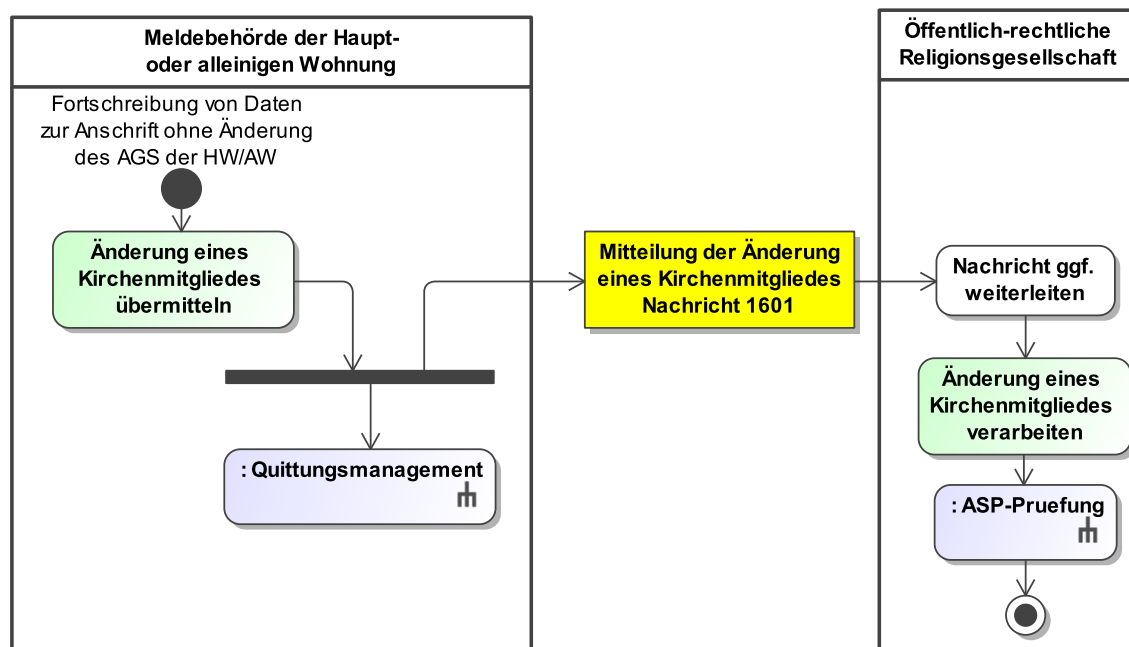 Meldebehörde der Haupt-
oder alleinigen Wohnung
Fortschreibung von Daten
zur Anschrift ohne Änderung
des AGS der HW/AW
Änderung eines
Kirchenmitgliedes
übermitteln
: Quittungsmanagement
Mitteilung der Änderung
eines Kirchenmitgliedes
Nachricht 1601
Öffentlich-rechtliche
Religionsgesellschaft
Nachricht ggf.
weiterleiten
Änderung eines
Kirchenmitgliedes
verarbeiten
: ASP-Pruefung